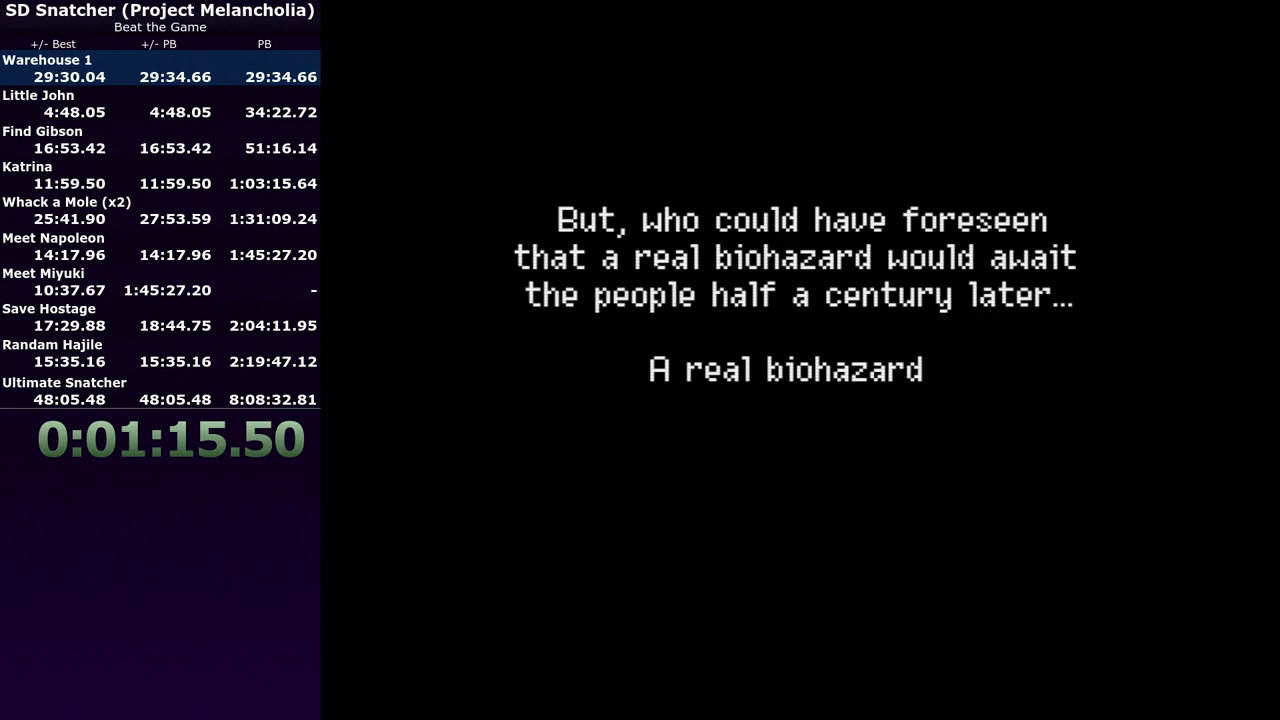 SD Snatcher (Project Melancholia)
Beat the Game
+/- Best +/- PB PB
Warehouse 1
29:30.04 29:34.66 29:34.66
Little John
4:48.05 4:48.05 34:22.72
Find Gibson
16:53.42 16:53.42 51:16.14
Katrina
11:59.50 11:59.50 1:03:15.64
Whack a Mole (x2)
25:41.90 27:53.59 1:31:09.24
Meet Napoleon
14:17.96 14:17.96 1:45:27.20
Meet Miyuki
10:37.67 1:45:27.20 -
Save Hostage
17:29.88 18:44.75 2:04:11.95
Randam Hajile
15:35.16 15:35.16 2:19:47.12
Ultimate Snatcher
48:05.48 48:05.48 8:08:32.81
0:01:15.50
But, who could have foreseen
that a real biohazard would await
the people half a century later...
A real biohazard